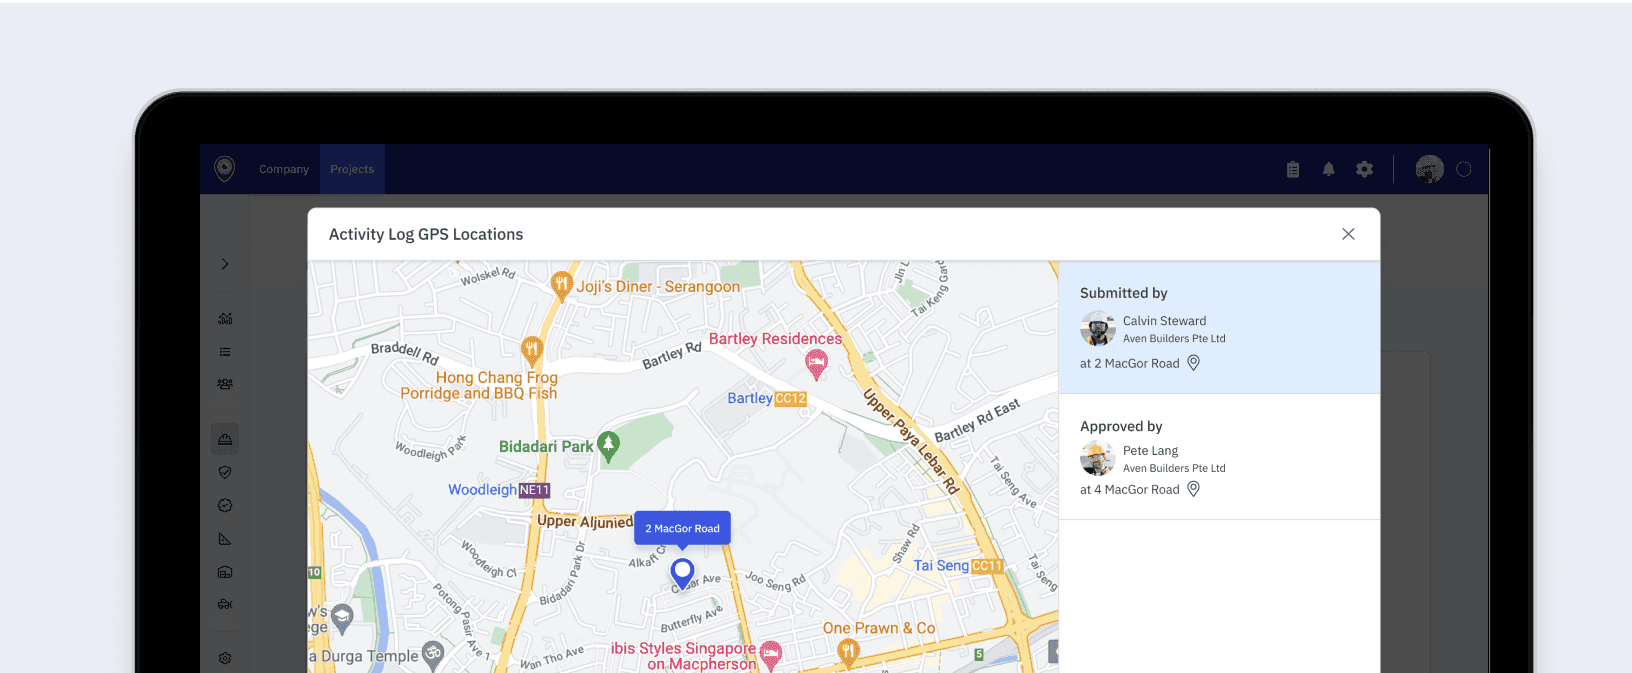 Company
Projects
Activity Log GPS Locations
Wolskel Rd
Joji's Diner - Serangoon
Jln L
Tai Keng Gar
Bartley Residences
Braddell Rd
Bartley Rd
Hong Chang Frog
Porridge and BBQ Fish
Bartley CC12
Upper Paya Lebar Rd
Bartley Rd East
Woodleigh Park
Bidadari Park
Woodleigh NE11
Tai Seng Ave
Upper Aljunied
2 MacGor Road
Alkaff C
Cedar Ave
Joo Seng Rd
Shaw Rd
Tai Seng CC11
Tai Seng
Woodleigh Cl
Bidadari Park Dr
10
Potong Pasir Ave 1
w's
ege
Butterfly Ave
One Prawn & Co
ibis Styles Singapore
on Macpherson
a Durga Temple
Wan Tho Ave
5
Submitted by
Calvin Steward
Aven Builders Pte Ltd
at 2 MacGor Road
Approved by
Pete Lang
Aven Builders Pte Ltd
at 4 MacGor Road